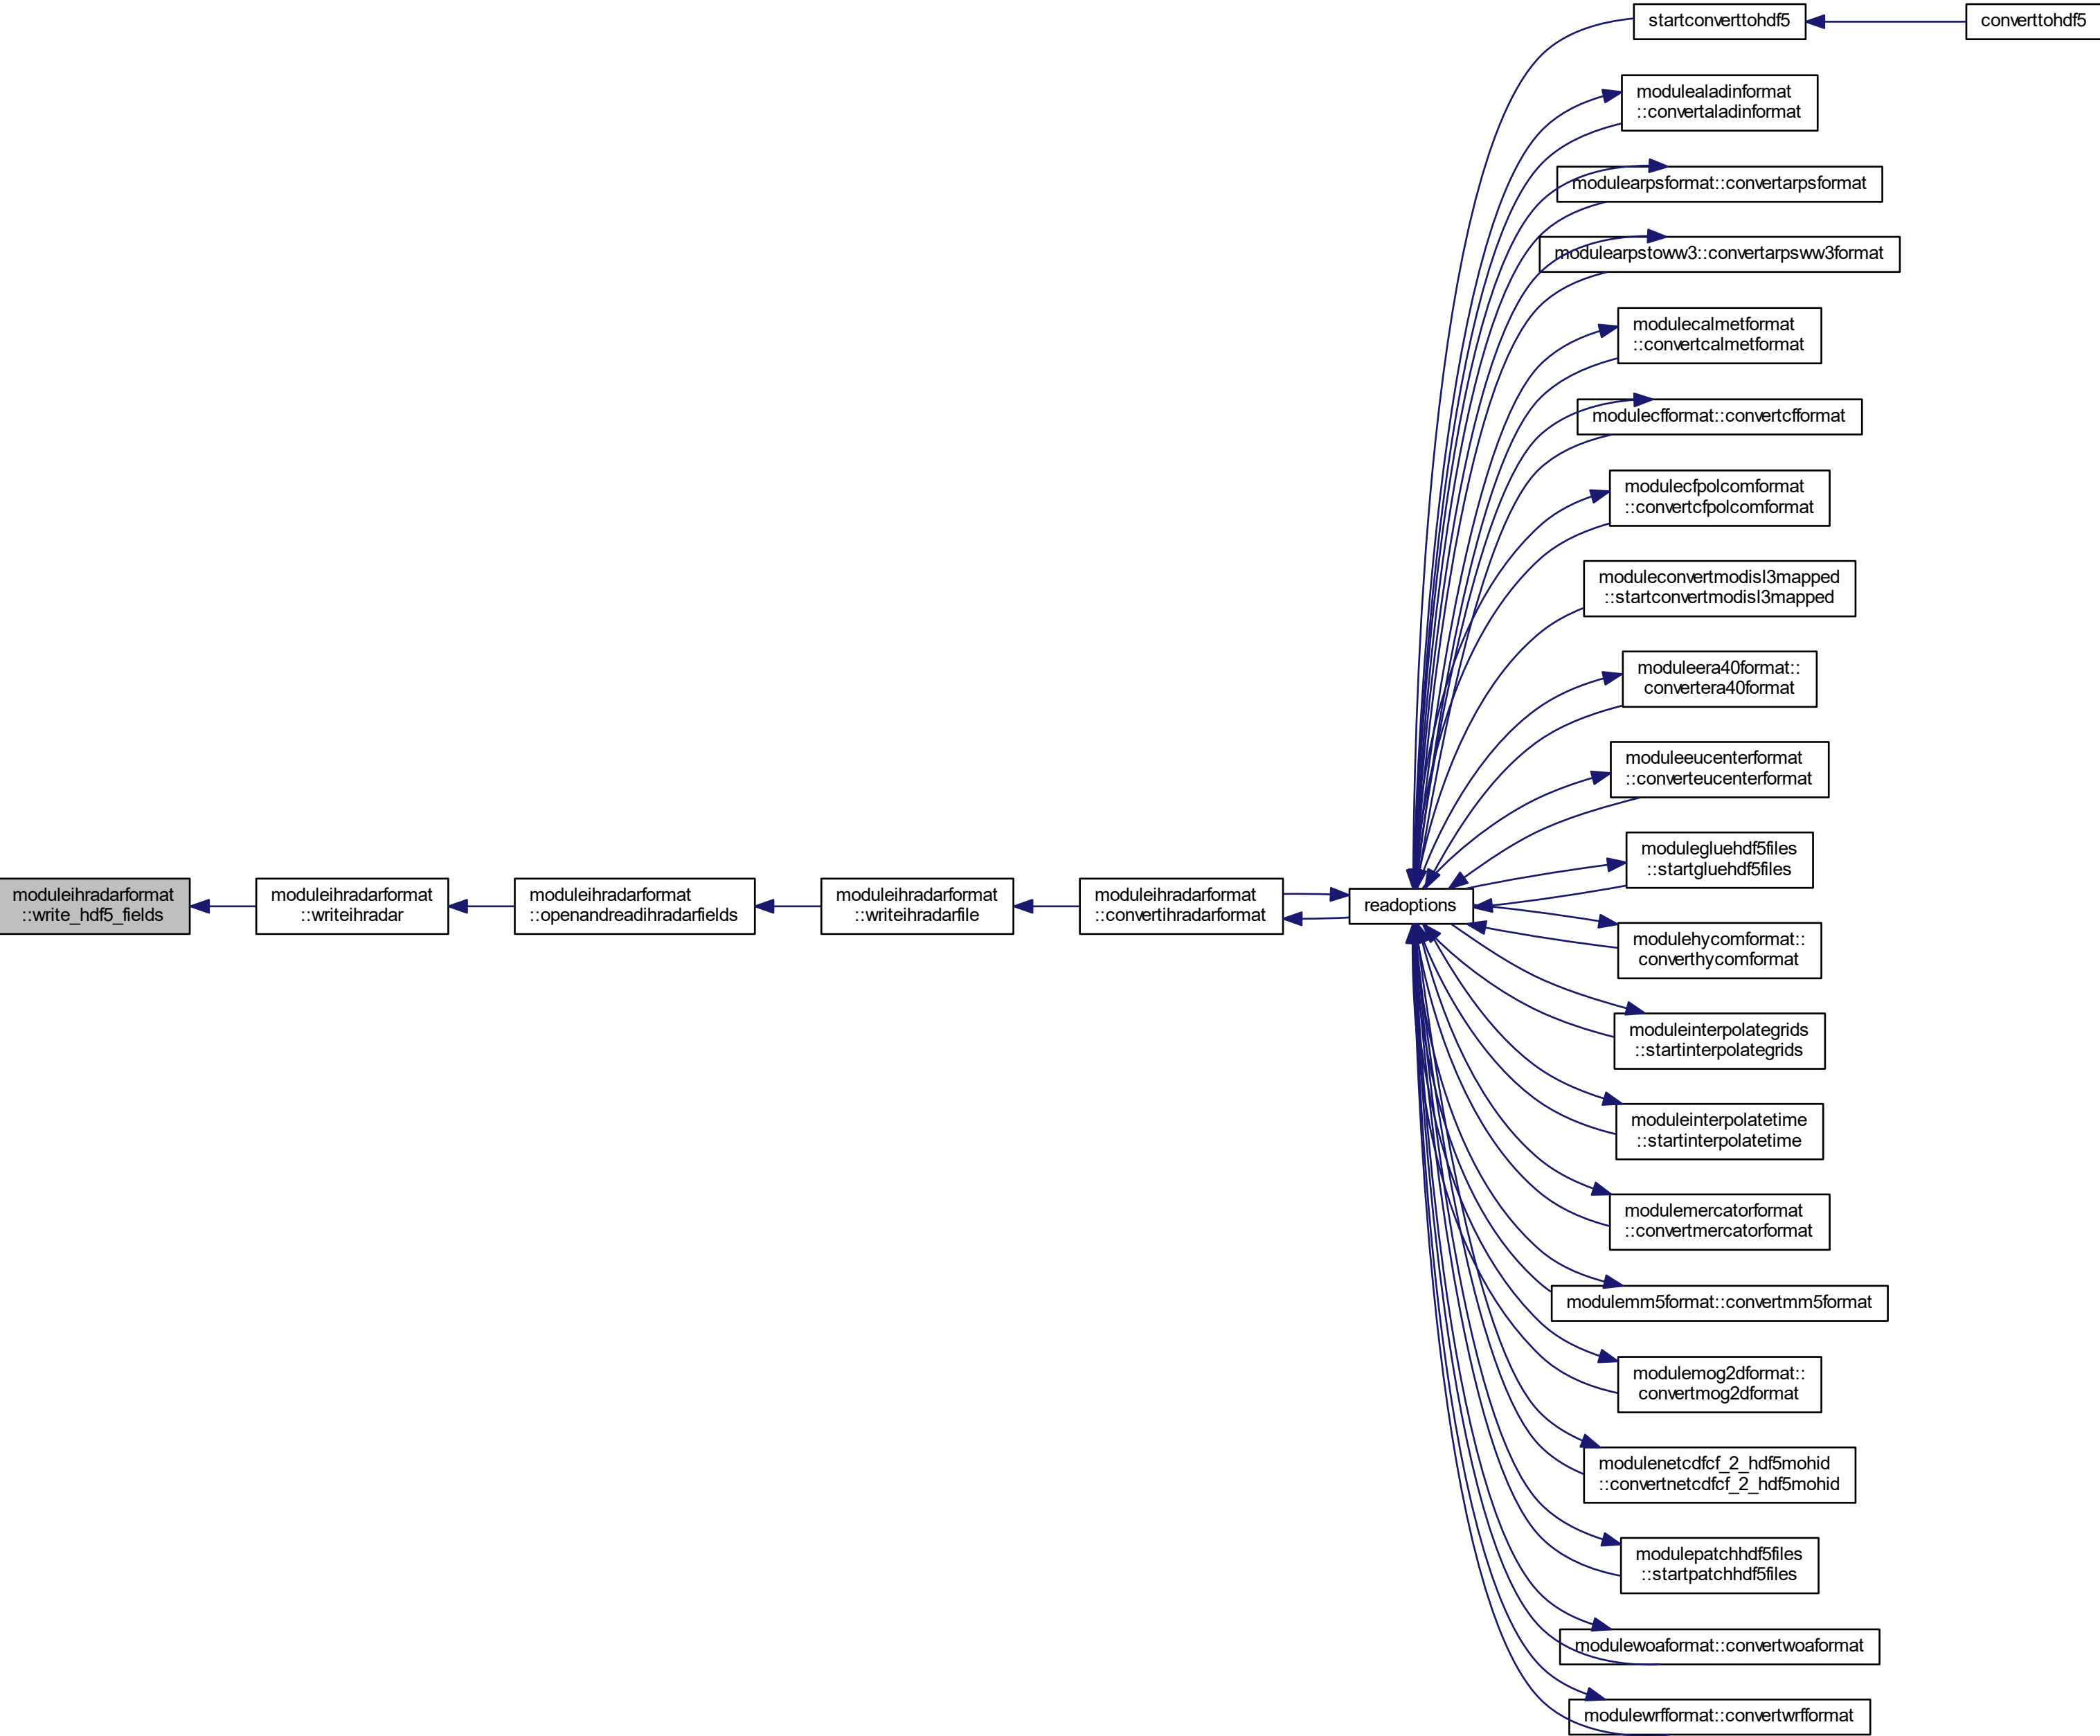 moduleihradarformat
::write_hdf5_fields
moduleihradarformat
::writeihradar
moduleihradarformat
::openandreadihradarfields
moduleihradarformat
::writeihradarfile
moduleihradarformat
::convertihradarformat
readoptions
startconverttohdf5
converttohdf5
modulealadinformat
::convertaladinformat
modulearpsformat::convertarpsformat
modulearpstoww3::convertarpsww3format
modulecalmetformat
::convertcalmetformat
modulecfformat::convertcfformat
modulecfpolcomformat
::convertcfpolcomformat
moduleconvertmodisl3mapped
::startconvertmodisl3mapped
moduleera40format::
convertera40format
moduleeucenterformat
::converteucenterformat
modulegluehdf5files
::startgluehdf5files
modulehycomformat::
converthycomformat
moduleinterpolategrids
::startinterpolategrids
moduleinterpolatetime
::startinterpolatetime
modulemercatorformat
::convertmercatorformat
modulemm5format::convertmm5format
modulemog2dformat::
convertmog2dformat
modulenetcdfcf_2_hdf5mohid
::convertnetcdfcf_2_hdf5mohid
modulepatchhdf5files
::startpatchhdf5files
modulewoaformat::convertwoaformat
modulewrfformat::convertwrfformat